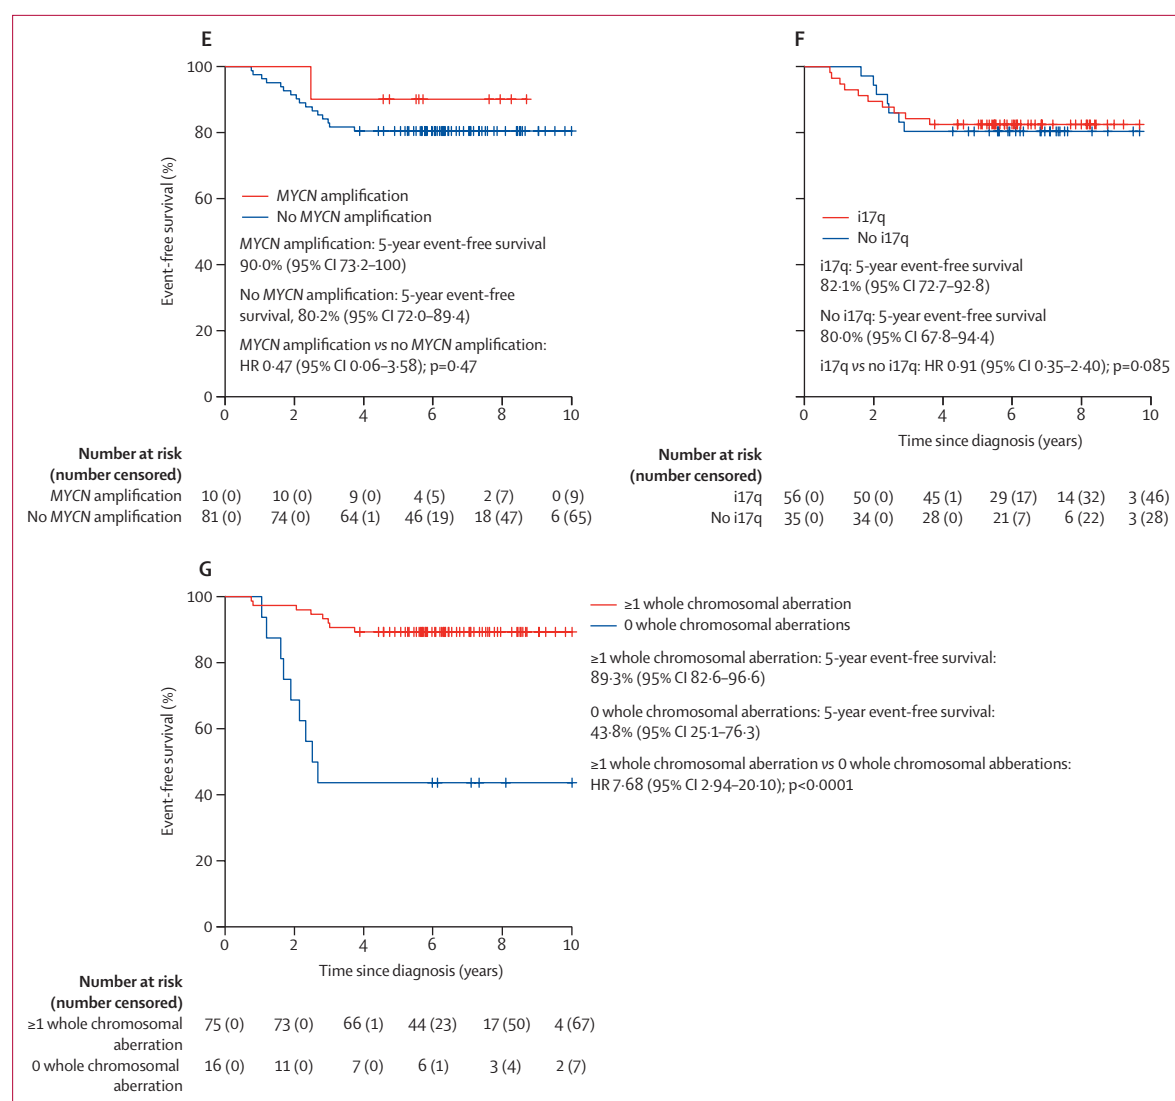 E
100
80
60
40
20
0
Event-free survival (%)
MYCN amplification
No MYCN amplification
MYCN amplification: 5-year event-free survival
90·0% (95% CI 73·2–100)
No MYCN amplification: 5-year event-free
survival, 80·2% (95% CI 72·0–89·4)
MYCN amplification vs no MYCN amplification:
HR 0·47 (95% CI 0·06–3·58); p=0·47
0 2 4 6 8 10
Number at risk
(number censored)
MYCN amplification 10 (0) 10 (0) 9 (0) 4 (5) 2 (7) 0 (9)
No MYCN amplification 81 (0) 74 (0) 64 (1) 46 (19) 18 (47) 6 (65)
F
i17q
No i17q
i17q: 5-year event-free survival
82·1% (95% CI 72·7–92·8)
No i17q: 5-year event-free survival
80·0% (95% CI 67·8–94·4)
i17q vs no i17q: HR 0·91 (95% CI 0·35–2·40); p=0·085
0 2 4 6 8 10
Time since diagnosis (years)
Number at risk
(number censored)
i17q 56 (0) 50 (0) 45 (1) 29 (17) 14 (32) 3 (46)
No i17q 35 (0) 34 (0) 28 (0) 21 (7) 6 (22) 3 (28)
G
100
80
60
40
20
0
Event-free survival (%)
0 2 4 6 8 10
Time since diagnosis (years)
≥1 whole chromosomal aberration
0 whole chromosomal aberrations
≥1 whole chromosomal aberration: 5-year event-free survival:
89·3% (95% CI 82·6–96·6)
0 whole chromosomal aberrations: 5-year event-free survival:
43·8% (95% CI 25·1–76·3)
≥1 whole chromosomal aberration vs 0 whole chromosomal abberations:
HR 7·68 (95% CI 2·94–20·10); p<0·0001
Number at risk
(number censored)
≥1 whole chromosomal 75 (0) 73 (0) 66 (1) 44 (23) 17 (50) 4 (67)
aberration
0 whole chromosomal 16 (0) 11 (0) 7 (0) 6 (1) 3 (4) 2 (7)
aberration